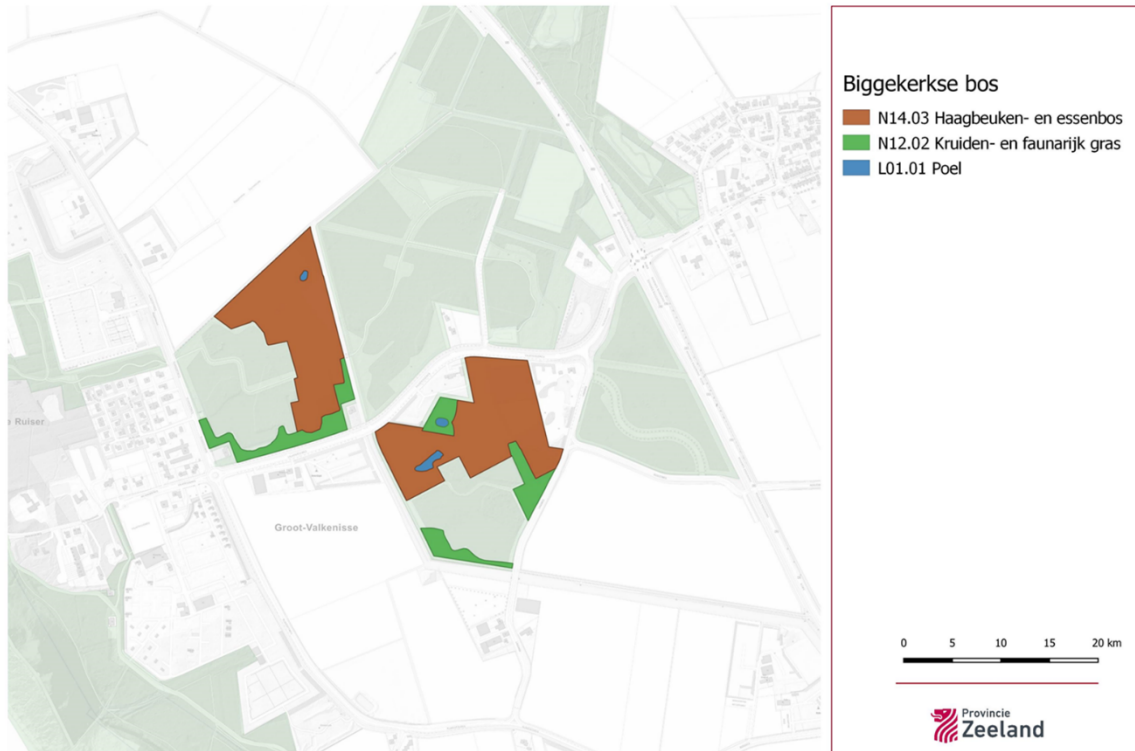 Biggekerkse bos
N14.03 Haagbeuken- en essenbos
N12.02 Kruiden- en faunarijk gras
L01.01 Poel
e Ruiser
Groot-Valkenisse
0 5 10 15 20 km
Provincie
Zeeland